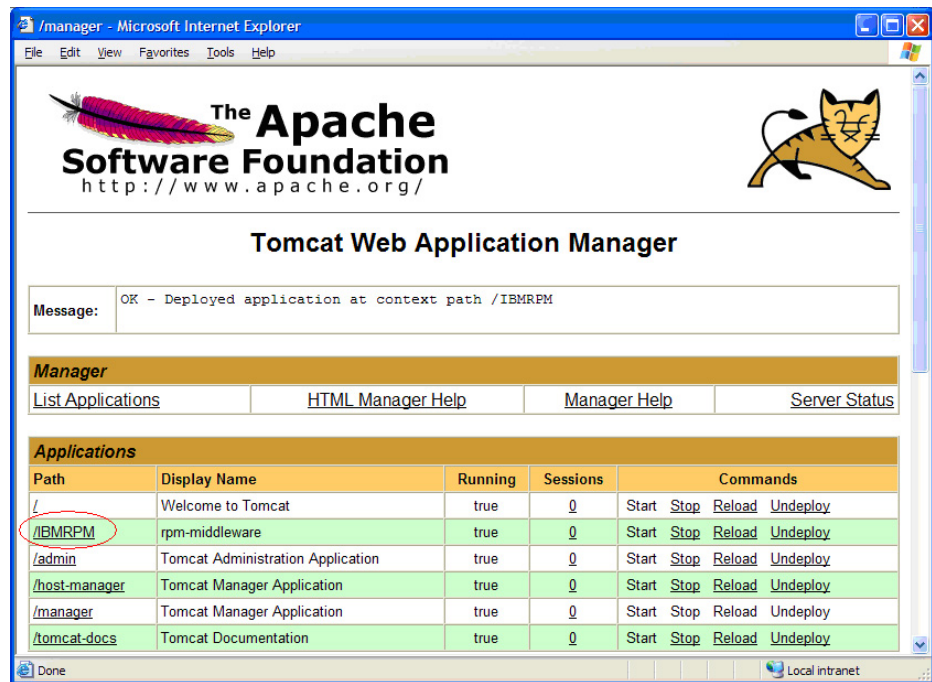 /manager - Microsoft Internet Explorer
File Edit View Favorites Tools Help
The Apache
Software Foundation
http://www.apache.org/
Tomcat Web Application Manager
Message: OK - Deployed application at context path /IBMRPM
Manager
List Applications HTML Manager Help Manager Help Server Status
Applications
Path Display Name Running Sessions Commands
/ Welcome to Tomcat true 0 Start Stop Reload Undeploy
/IBMRPM rpm-middleware true 0 Start Stop Reload Undeploy
/admin Tomcat Administration Application true 0 Start Stop Reload Undeploy
/host-manager Tomcat Manager Application true 0 Start Stop Reload Undeploy
/manager Tomcat Manager Application true 0 Start Stop Reload Undeploy
/tomcat-docs Tomcat Documentation true 0 Start Stop Reload Undeploy
Done Local intranet